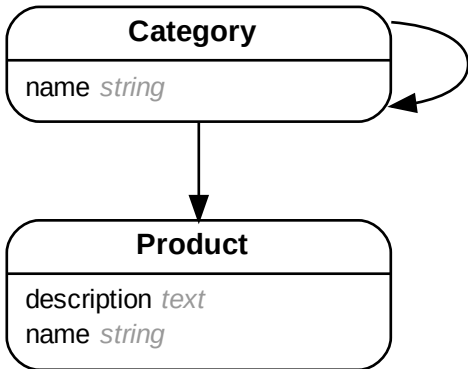 Category
name string
Product
description text
name string